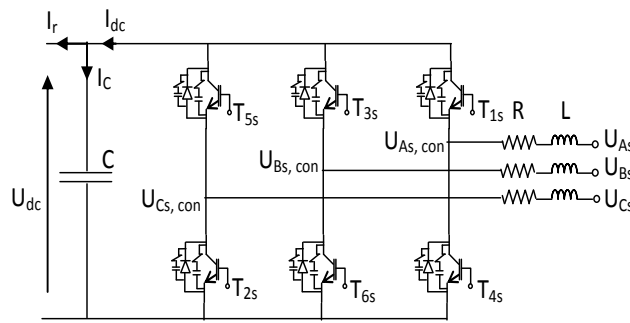 I_r I_dc
I_C
T_5s T_3s T_1s R L
U_As, con U_As
U_Bs, con U_Bs
C
U_dc U_Cs, con U_Cs
T_2s T_6s T_4s